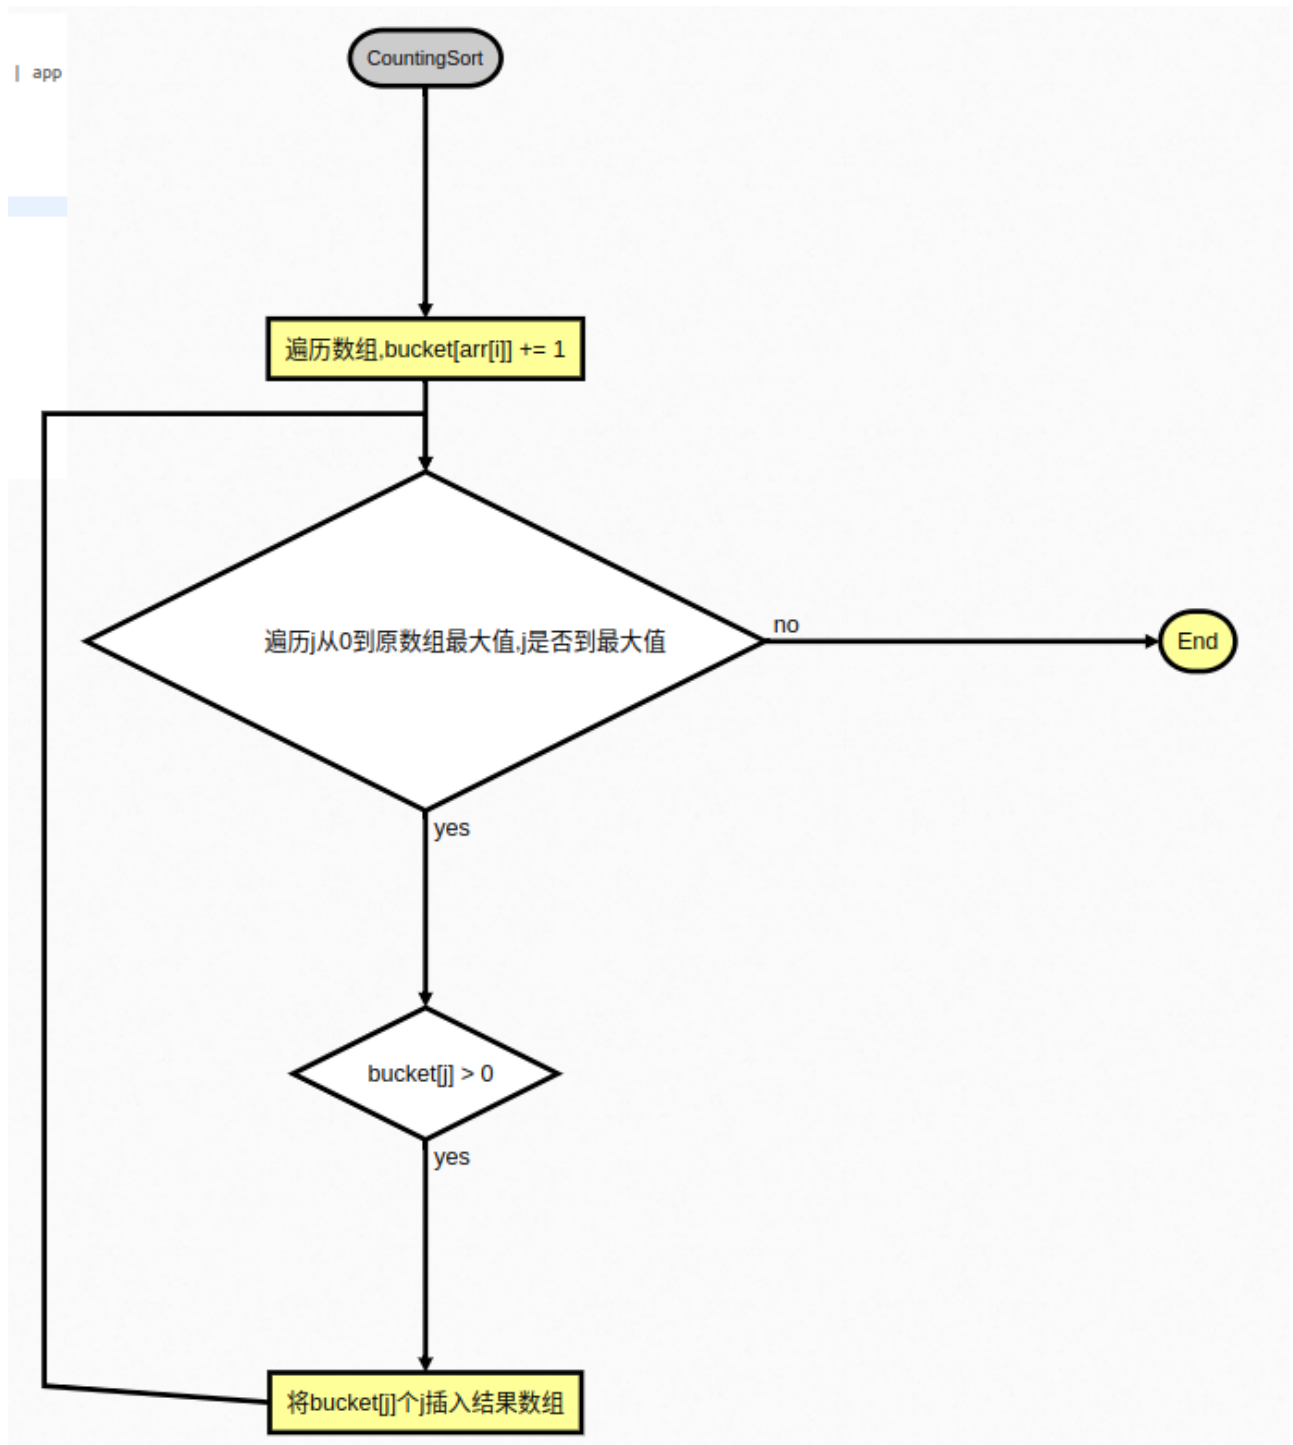 CountingSort
| app
遍历数组,bucket[arr[i]] += 1
遍历j从0到原数组最大值,j是否到最大值
no
End
yes
bucket[j] > 0
yes
将bucket[j]个j插入结果数组